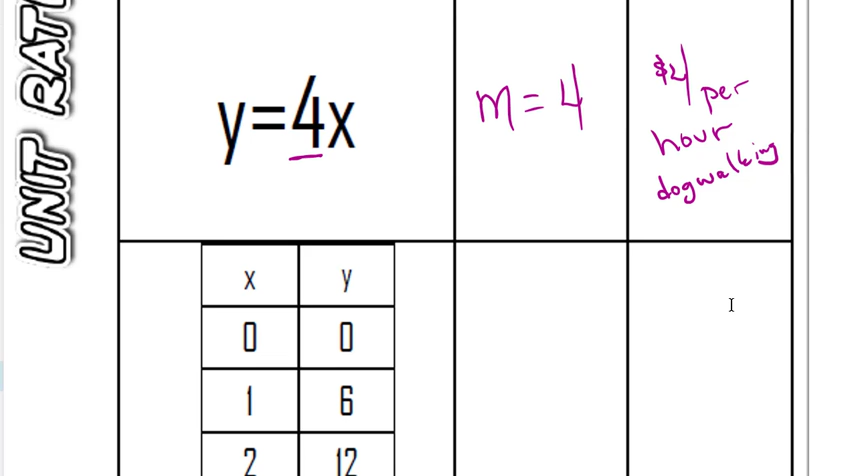 UNIT RAT
y=4x
m = 4
$4 per
hour
dogwalking
x y
0 0
1 6
2 12